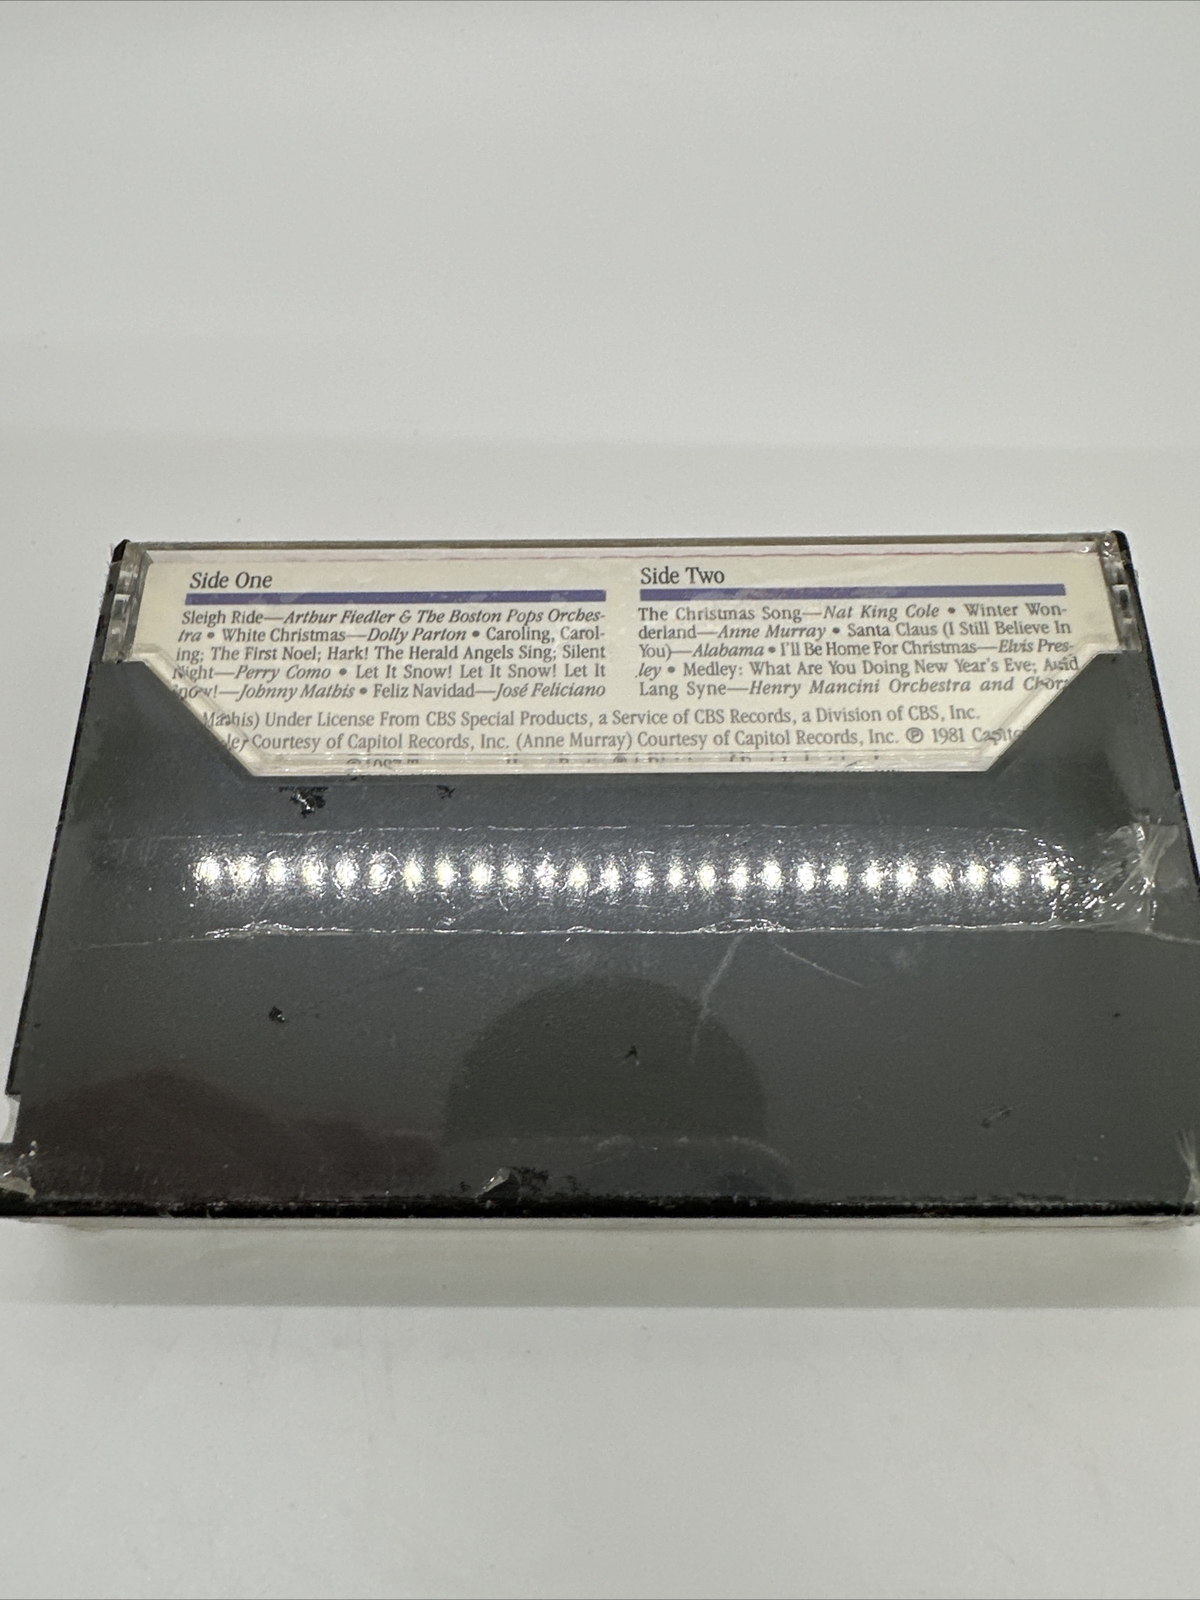 Side One
Sleigh Ride—Arthur Fiedler & The Boston Pops Orches-
tra • White Christmas—Dolly Parton • Caroling, Carol-
ing; The First Noel; Hark! The Herald Angels Sing; Silent
Night—Perry Como • Let It Snow! Let It Snow! Let It
Snow!—Johnny Mathis • Feliz Navidad—José Feliciano
Side Two
The Christmas Song—Nat King Cole • Winter Won-
derland—Anne Murray • Santa Claus (I Still Believe In
You)—Alabama • I'll Be Home For Christmas—Elvis Pres-
ley • Medley: What Are You Doing New Year's Eve; Auld
Lang Syne—Henry Mancini Orchestra and
Mathis) Under License From CBS Special Products, a Service of CBS Records, a Division of CBS, Inc.
Courtesy of Capitol Records, Inc. (Anne Murray) Courtesy of Capitol Records, Inc. ℗ 1981